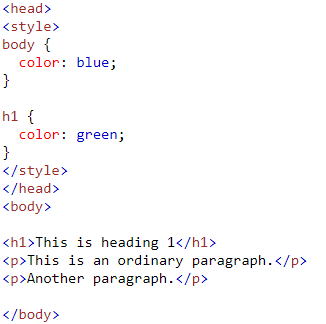 <head>
<style>
body {
  color: blue;
}

h1 {
  color: green;
}
</style>
</head>
<body>

<h1>This is heading 1</h1>
<p>This is an ordinary paragraph.</p>
<p>Another paragraph.</p>

</body>